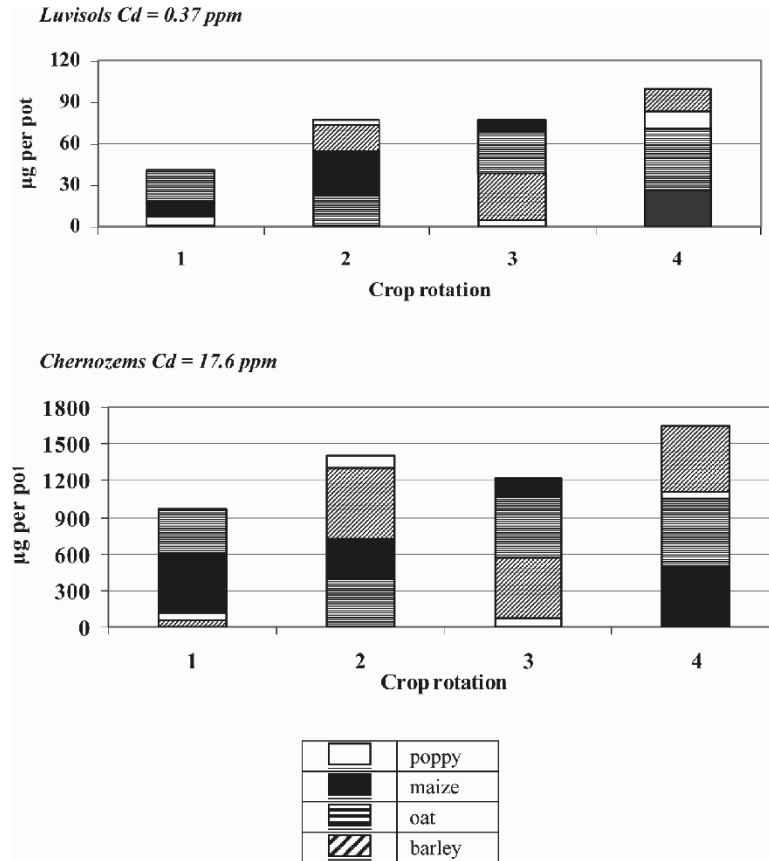 Luvisols Cd = 0.37 ppm
120
90
60
30
0
µg per pot
1 2 3 4
Crop rotation
Chernozems Cd = 17.6 ppm
1800
1500
1200
900
600
300
0
µg per pot
1 2 3 4
Crop rotation
poppy
maize
oat
barley